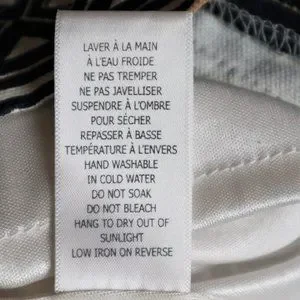 LAVER À LA MAIN
À L'EAU FROIDE
NE PAS TREMPER
NE PAS JAVELLISER
SUSPENDRE À L'OMBRE
POUR SÉCHER
REPASSER À BASSE
TEMPÉRATURE À L'ENVERS
HAND WASHABLE
IN COLD WATER
DO NOT SOAK
DO NOT BLEACH
HANG TO DRY OUT OF
SUNLIGHT
LOW IRON ON REVERSE